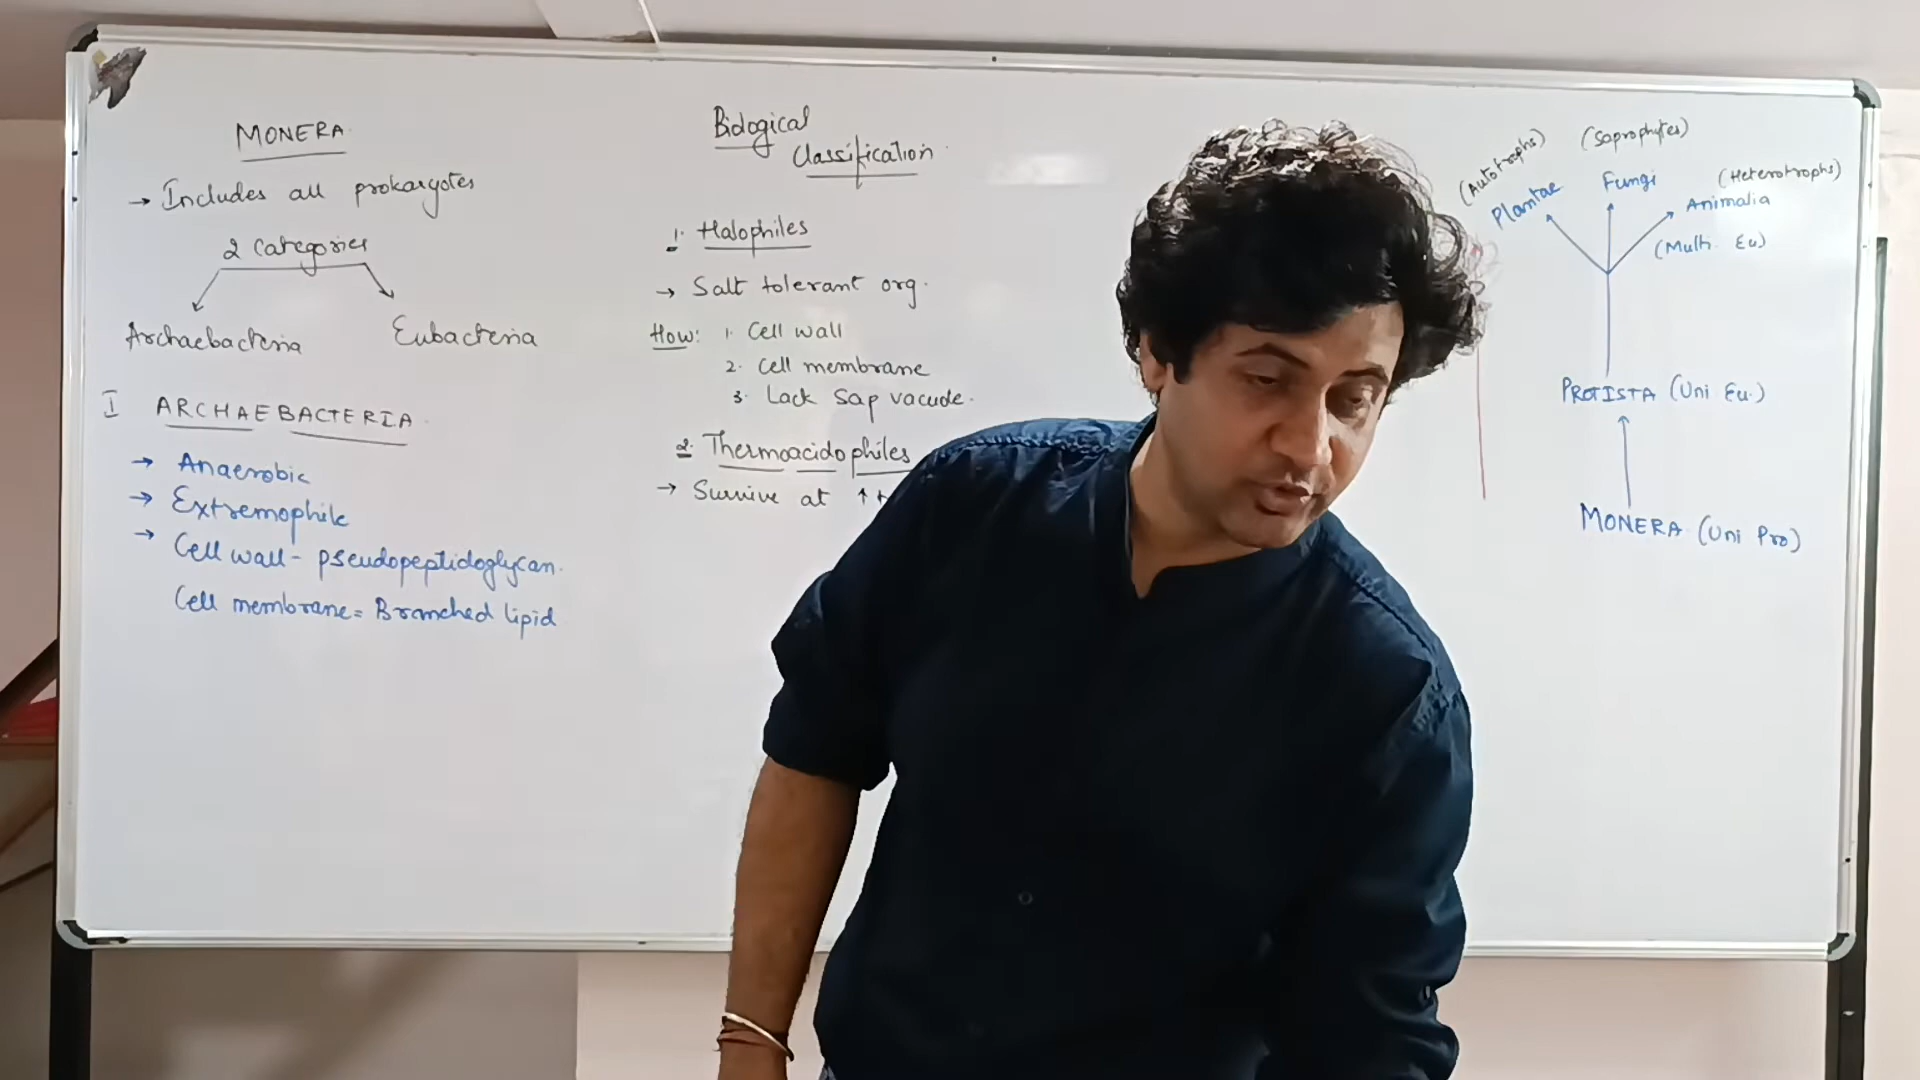 MONERA
→ Includes all prokaryotes
2 Categories
Archaebacteria
Eubacteria
I ARCHAEBACTERIA
→ Anaerobic
→ Extremophile
→ Cell wall - pseudopeptidoglycan.
Cell membrane = Branched lipid
Biological
Classification
1. Halophiles
→ Salt tolerant org.
How: 1. Cell wall
2. Cell membrane
3. Lack Sap vacuole.
2. Thermoacidophiles
→ Survive at ↑
(Autotrophs)
Plantae
(Saprophytes)
Fungi
(Heterotrophs)
Animalia
(Multi. Eu)
PROTISTA (Uni Eu.)
MONERA (Uni Pro)